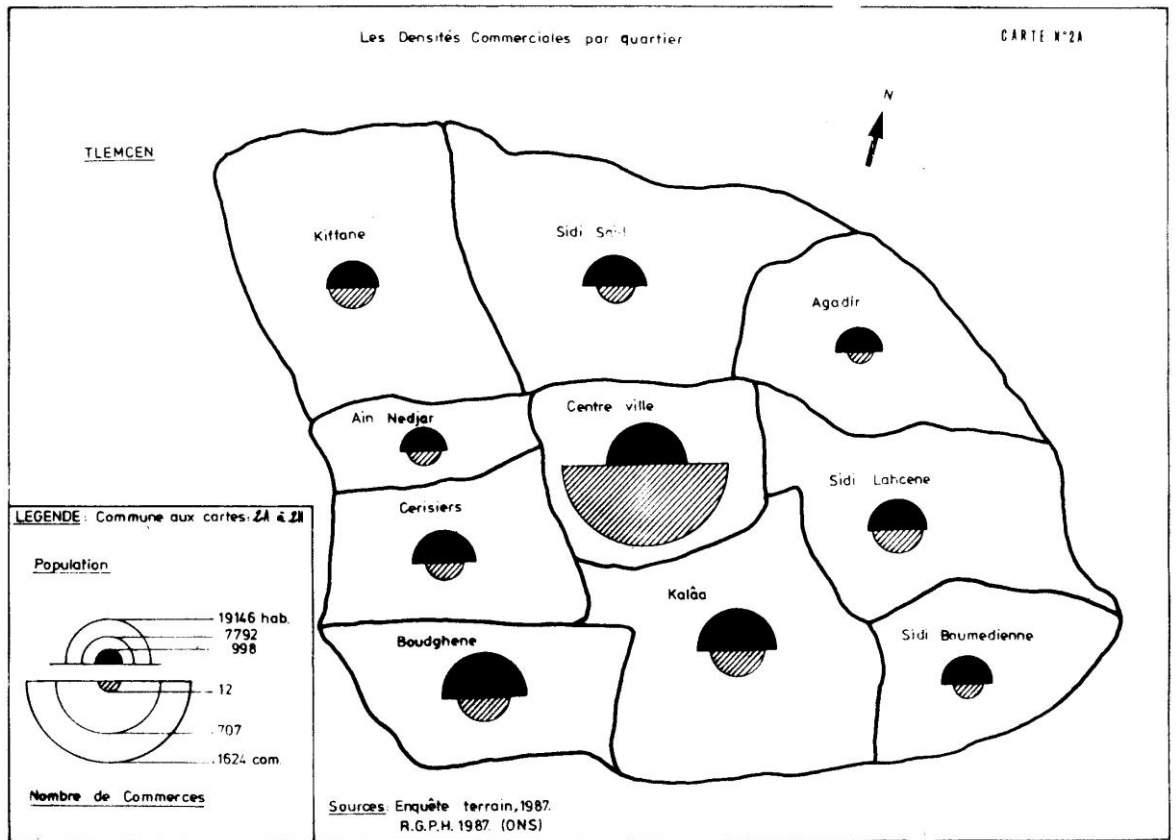 Les Densités Commerciales par quartier
CARTE N°2A
N
TLEMCEN
Kiffane
Sidi
Agadir
Ain Nedjar
Centre ville
Sidi Lahcene
Cerisiers
Kalâa
Boudghene
Sidi Boumedienne
LEGENDE: Commune aux cartes: 2A à 2H
Population
19146 hab.
7792
998
12
707
1624 com.
Nombre de Commerces
Sources: Enquête terrain, 1987.
R.G.P.H. 1987. (ONS)